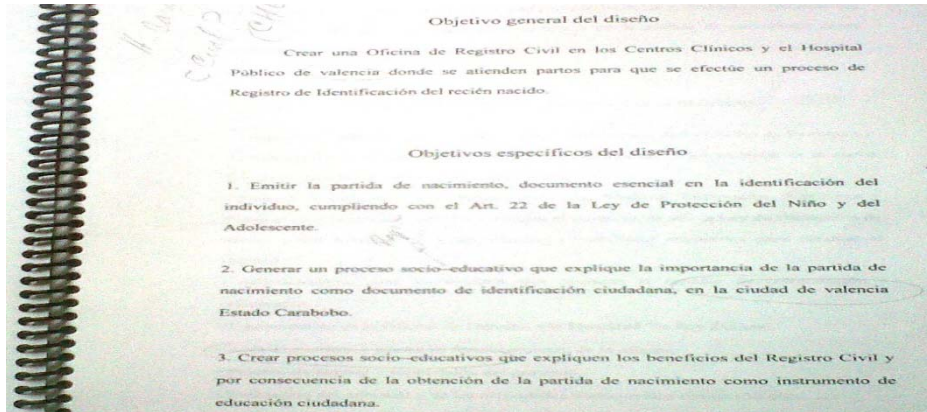 Objetivo general del diseño
Crear una Oficina de Registro Civil en los Centros Clínicos y el Hospital
Público de valencia donde se atienden partos para que se efectúe un proceso de
Registro de Identificación del recién nacido.
Objetivos específicos del diseño
1. Emitir la partida de nacimiento, documento esencial en la identificación del
individuo, cumpliendo con el Art. 22 de la Ley de Protección del Niño y del
Adolescente.
2. Generar un proceso socio–educativo que explique la importancia de la partida de
nacimiento como documento de identificación ciudadana, en la ciudad de valencia
Estado Carabobo.
3. Crear procesos socio–educativos que expliquen los beneficios del Registro Civil y
por consecuencia de la obtención de la partida de nacimiento como instrumento de
educación ciudadana.